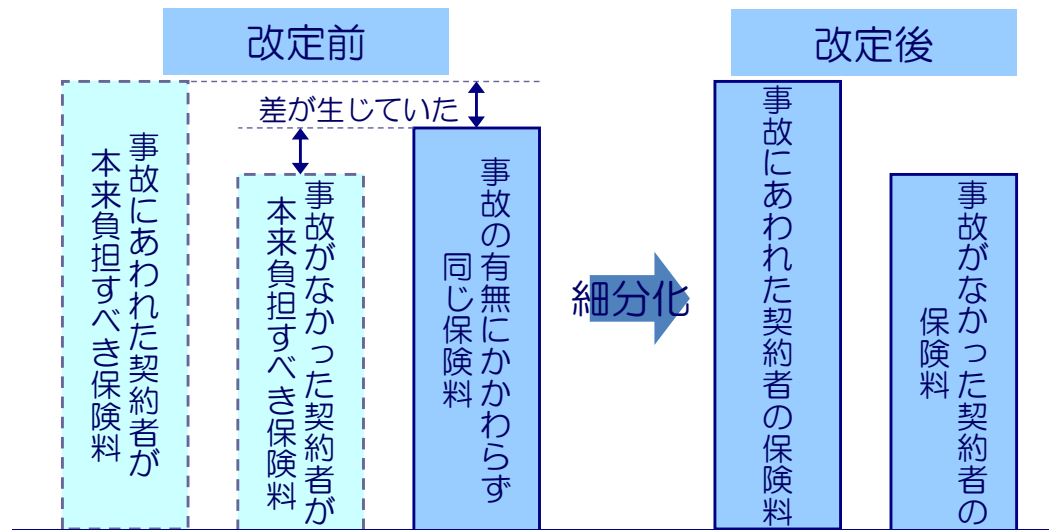 改定前
差が生じていた
事故にあわれた契約者が
本来負担すべき保険料
事故がなかった契約者が
本来負担すべき保険料
事故の有無にかかわらず
同じ保険料
細分化
改定後
事故にあわれた契約者の保険料
事故がなかった契約者の
保険料